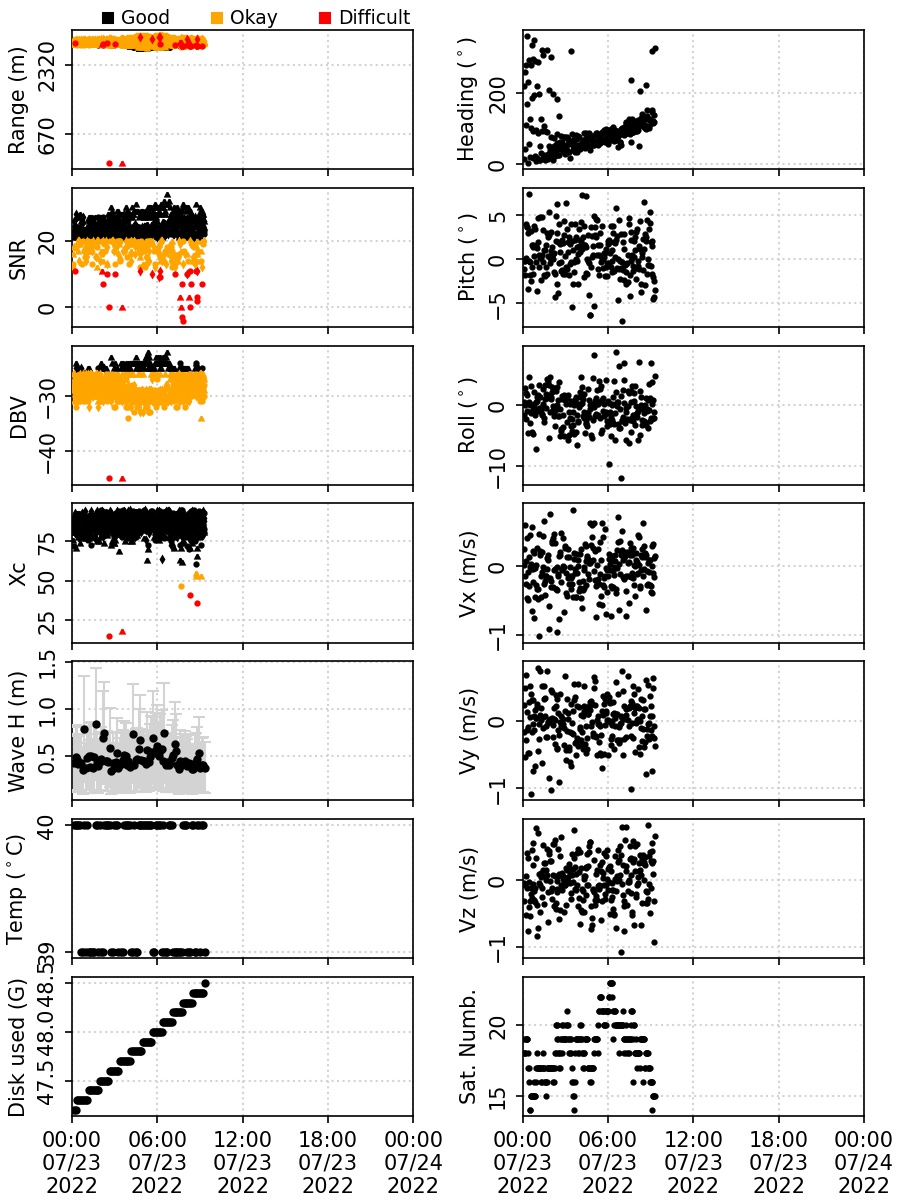 Good Okay Difficult
Range (m)
2320
670
Heading (°)
200
0
SNR
20
0
Pitch (°)
5
0
−5
DBV
−30
−40
Roll (°)
0
−10
Xc
75
50
25
Vx (m/s)
0
−1
Wave H (m)
1.5
1.0
0.5
Vy (m/s)
0
−1
Temp (°C)
40
39
Vz (m/s)
0
−1
Disk used (G)
48.5
48.0
47.5
Sat. Numb.
20
15
00:00 06:00 12:00 18:00 00:00
07/23 07/23 07/23 07/23 07/24
2022 2022 2022 2022 2022
00:00 06:00 12:00 18:00 00:00
07/23 07/23 07/23 07/23 07/24
2022 2022 2022 2022 2022